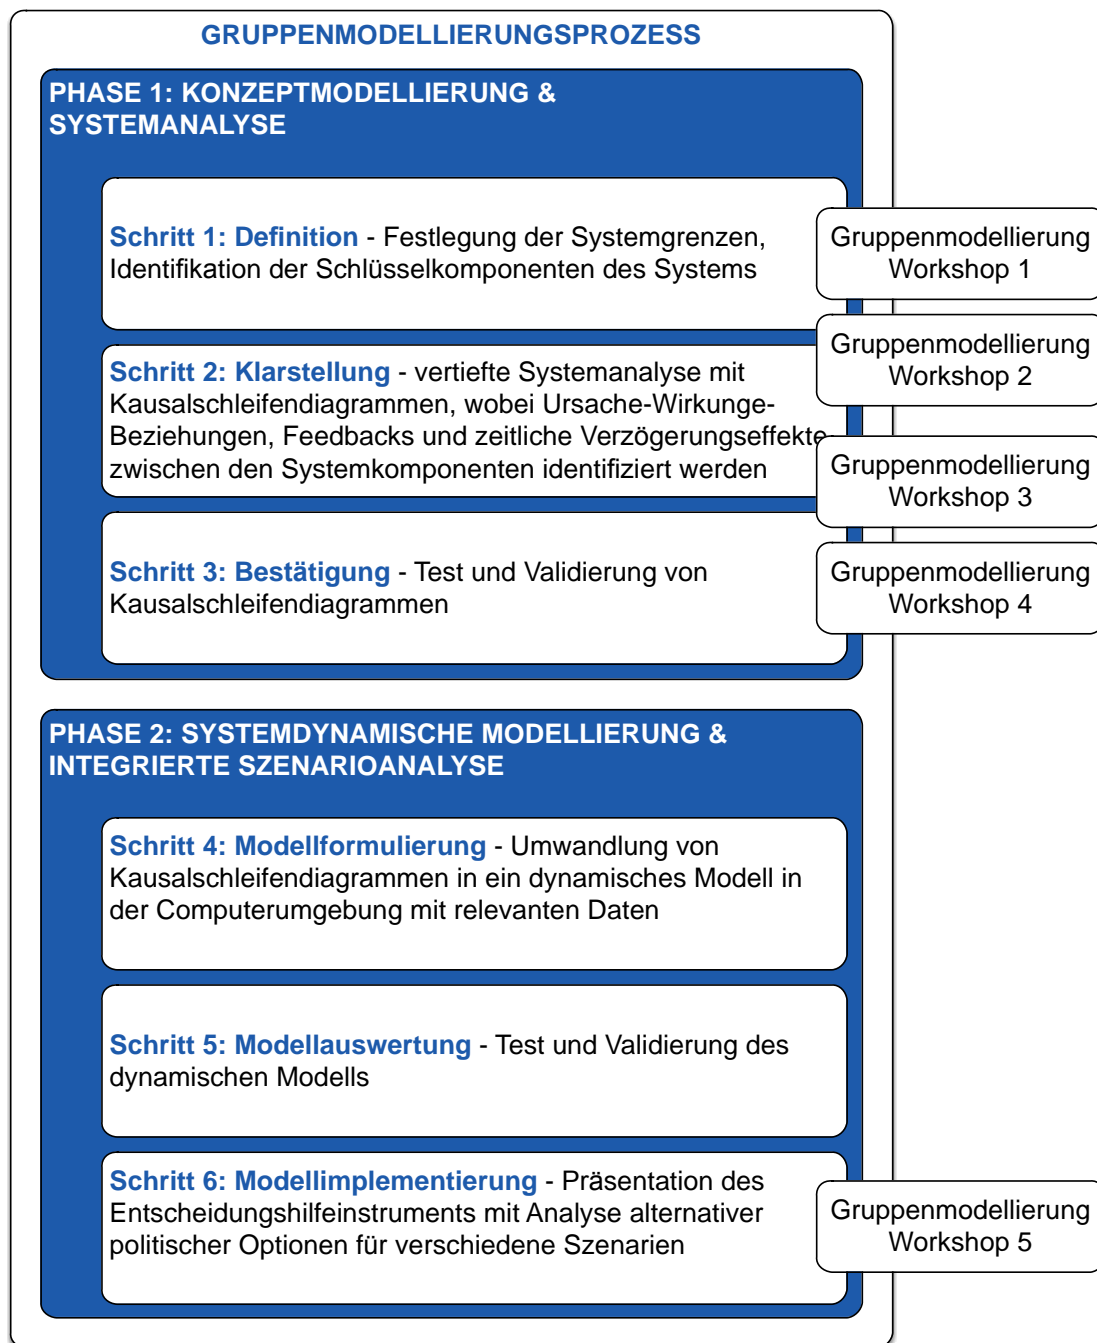 GRUPPENMODELLIERUNGSPROZESS
PHASE 1: KONZEPTMODELLIERUNG &
SYSTEMANALYSE
Schritt 1: Definition - Festlegung der Systemgrenzen,
Identifikation der Schlüsselkomponenten des Systems
Gruppenmodellierung
Workshop 1
Gruppenmodellierung
Workshop 2
Schritt 2: Klarstellung - vertiefte Systemanalyse mit
Kausalschleifendiagrammen, wobei Ursache-Wirkunge-
Beziehungen, Feedbacks und zeitliche Verzögerungseffekte
zwischen den Systemkomponenten identifiziert werden
Gruppenmodellierung
Workshop 3
Schritt 3: Bestätigung - Test und Validierung von
Kausalschleifendiagrammen
Gruppenmodellierung
Workshop 4
PHASE 2: SYSTEMDYNAMISCHE MODELLIERUNG &
INTEGRIERTE SZENARIOANALYSE
Schritt 4: Modellformulierung - Umwandlung von
Kausalschleifendiagrammen in ein dynamisches Modell in
der Computerumgebung mit relevanten Daten
Schritt 5: Modellauswertung - Test und Validierung des
dynamischen Modells
Schritt 6: Modellimplementierung - Präsentation des
Entscheidungshilfeinstruments mit Analyse alternativer
politischer Optionen für verschiedene Szenarien
Gruppenmodellierung
Workshop 5